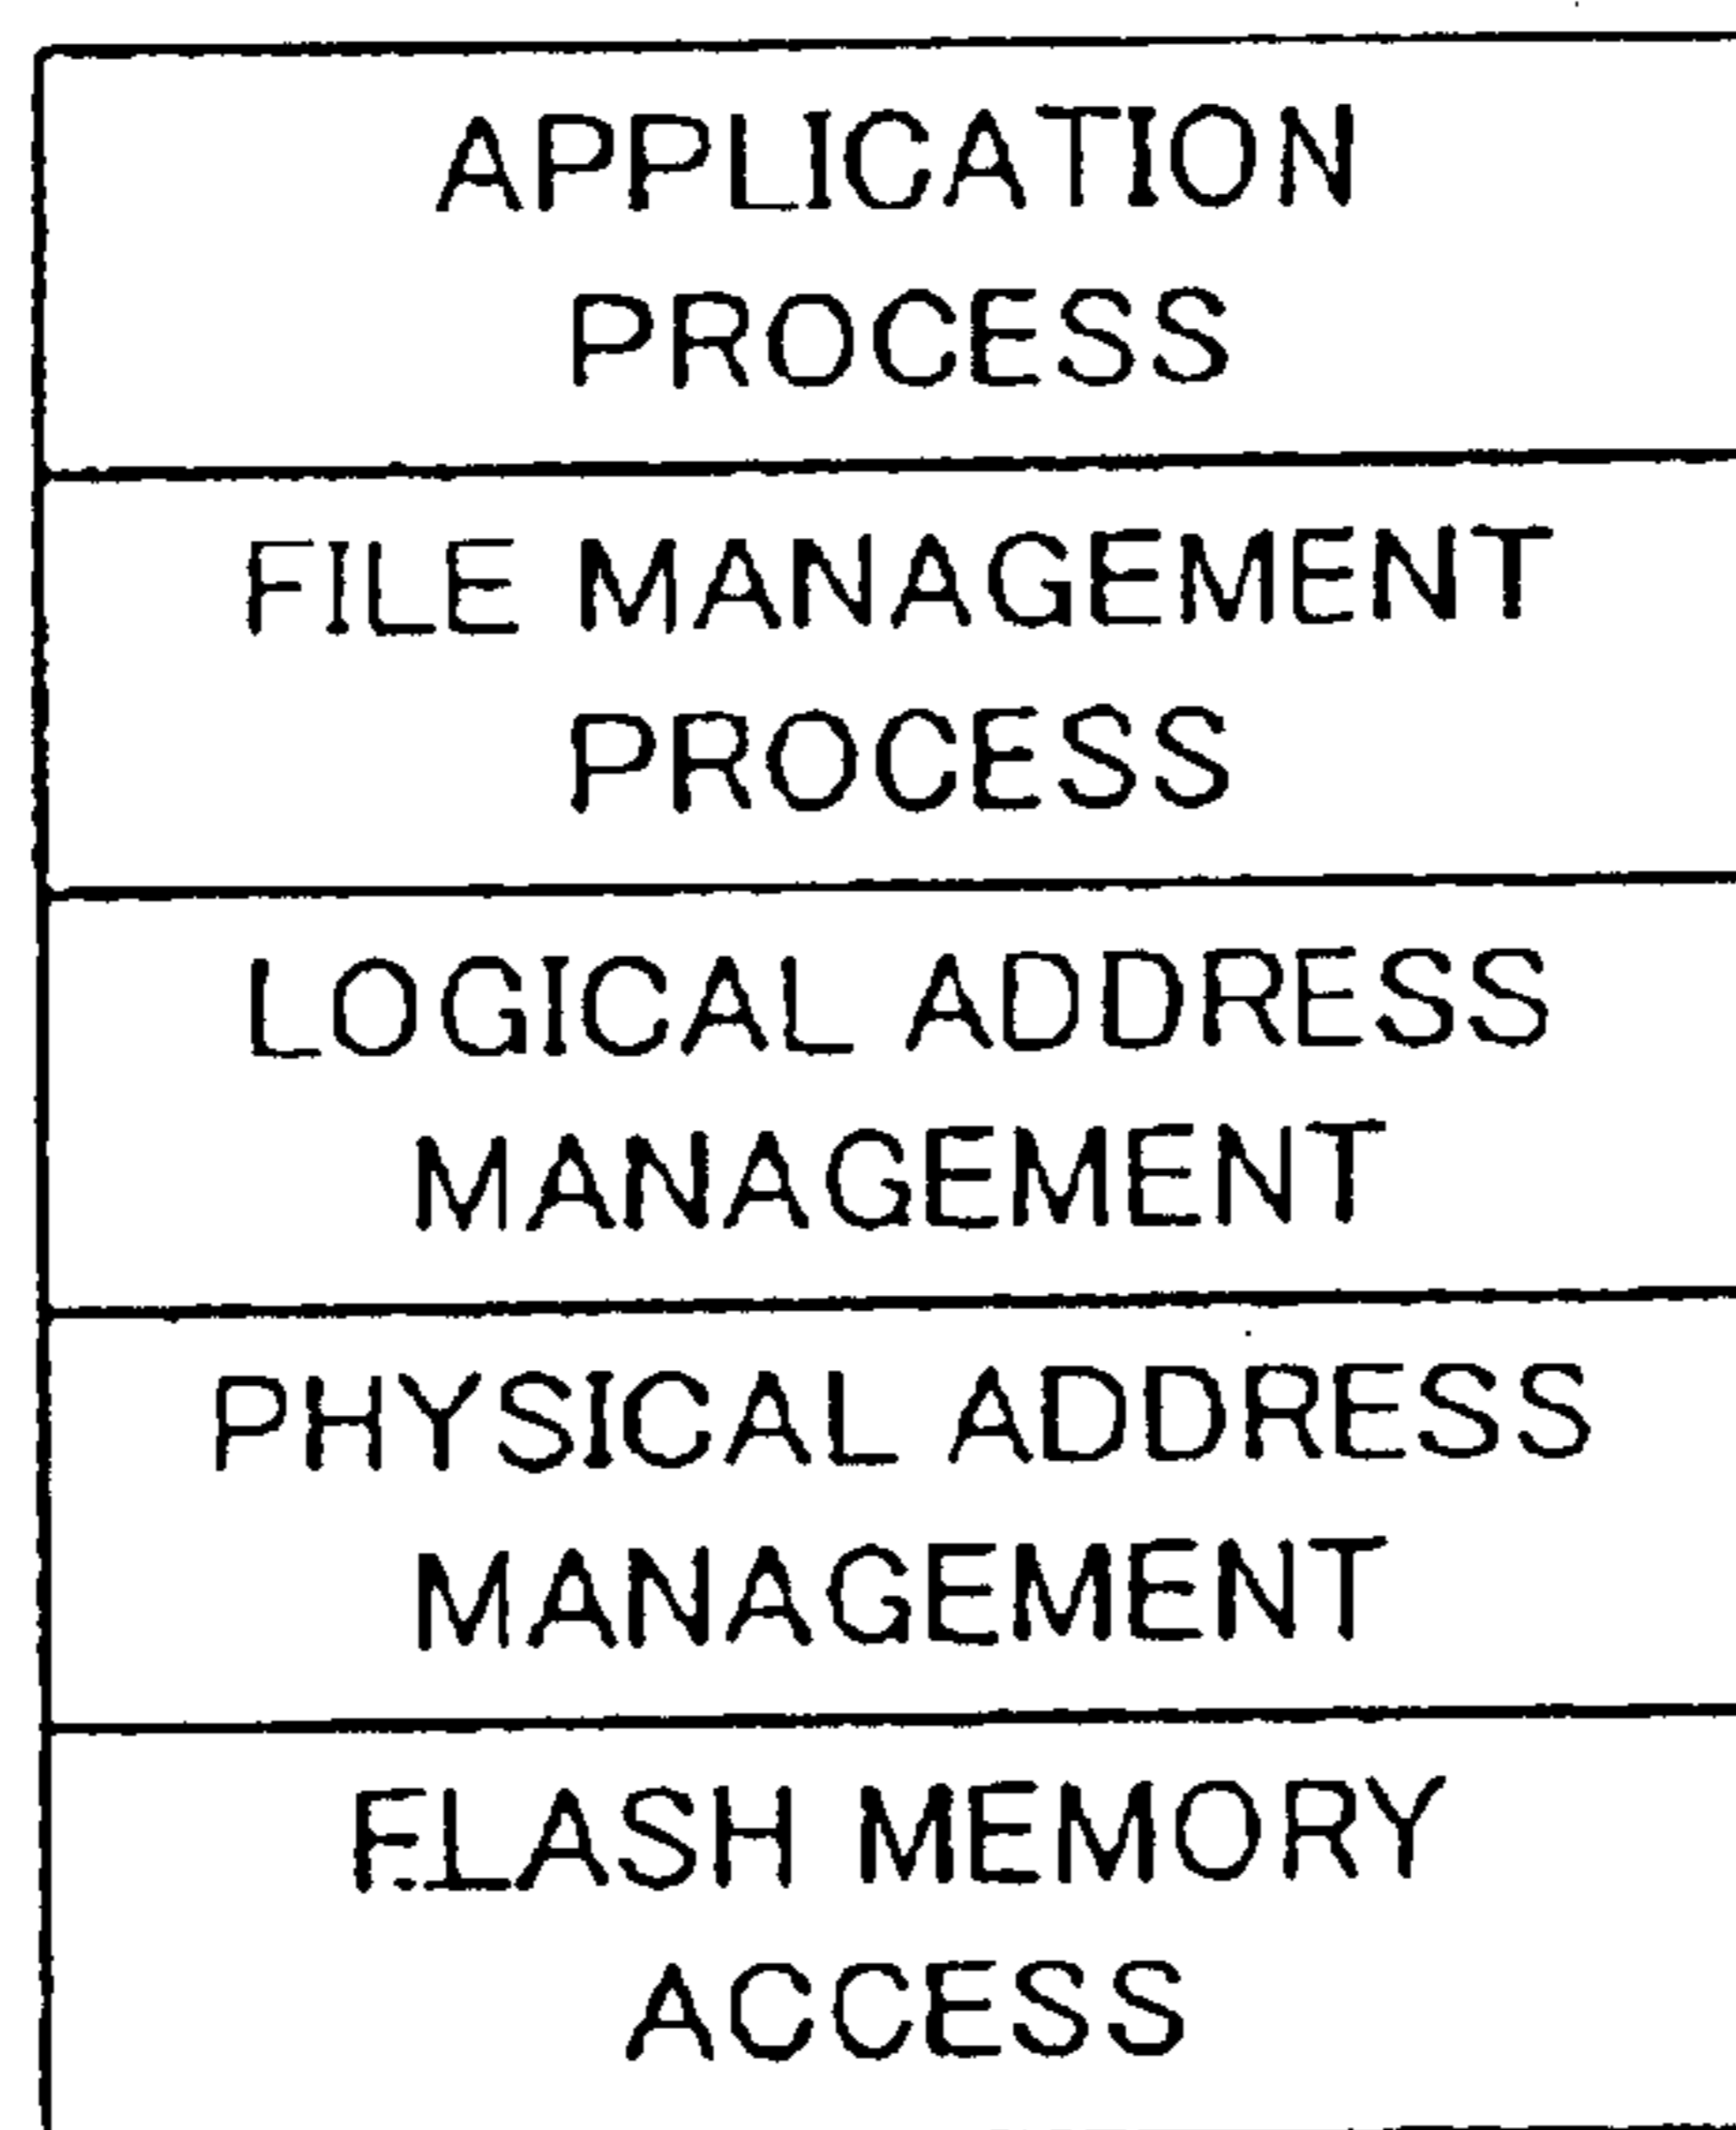 APPLICATION
PROCESS
FILE MANAGEMENT
PROCESS
LOGICAL ADDRESS
MANAGEMENT
PHYSICAL ADDRESS
MANAGEMENT
FLASH MEMORY
ACCESS